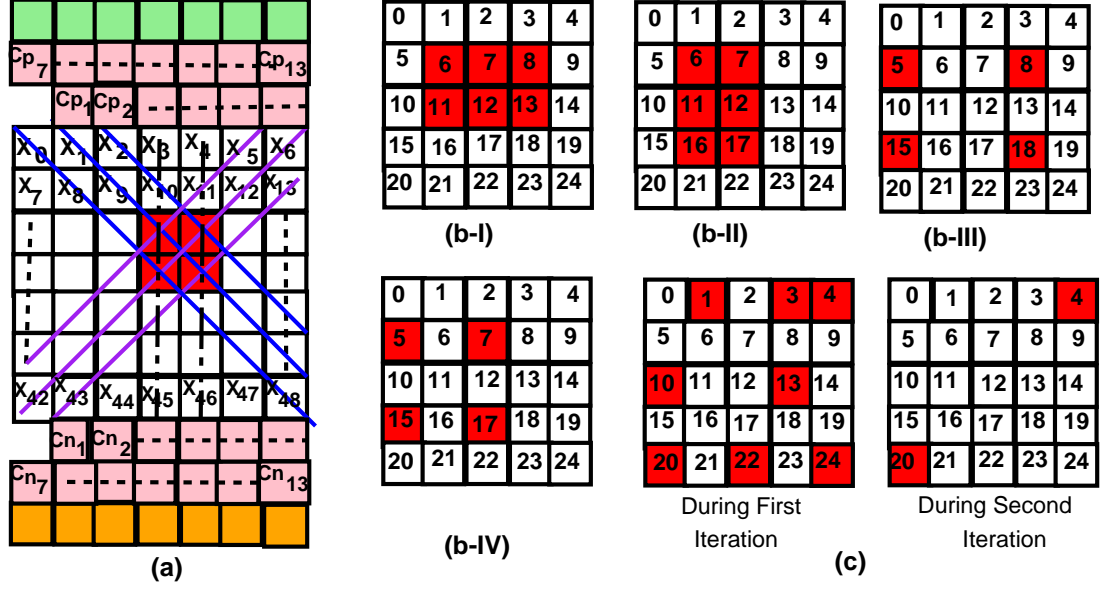 Cp7 Cp13
Cp1 Cp2
X0 X1 X2 X3 X4 X5 X6
X7 X8 X9 X10 X11 X12 X13
X42 X43 X44 X45 X46 X47 X48
Cn1 Cn2
Cn7 Cn13
(a)
0 1 2 3 4
5 6 7 8 9
10 11 12 13 14
15 16 17 18 19
20 21 22 23 24
(b-I)
0 1 2 3 4
5 6 7 8 9
10 11 12 13 14
15 16 17 18 19
20 21 22 23 24
(b-II)
0 1 2 3 4
5 6 7 8 9
10 11 12 13 14
15 16 17 18 19
20 21 22 23 24
(b-III)
0 1 2 3 4
5 6 7 8 9
10 11 12 13 14
15 16 17 18 19
20 21 22 23 24
(b-IV)
0 1 2 3 4
5 6 7 8 9
10 11 12 13 14
15 16 17 18 19
20 21 22 23 24
During First
Iteration
0 1 2 3 4
5 6 7 8 9
10 11 12 13 14
15 16 17 18 19
20 21 22 23 24
During Second
Iteration
(c)